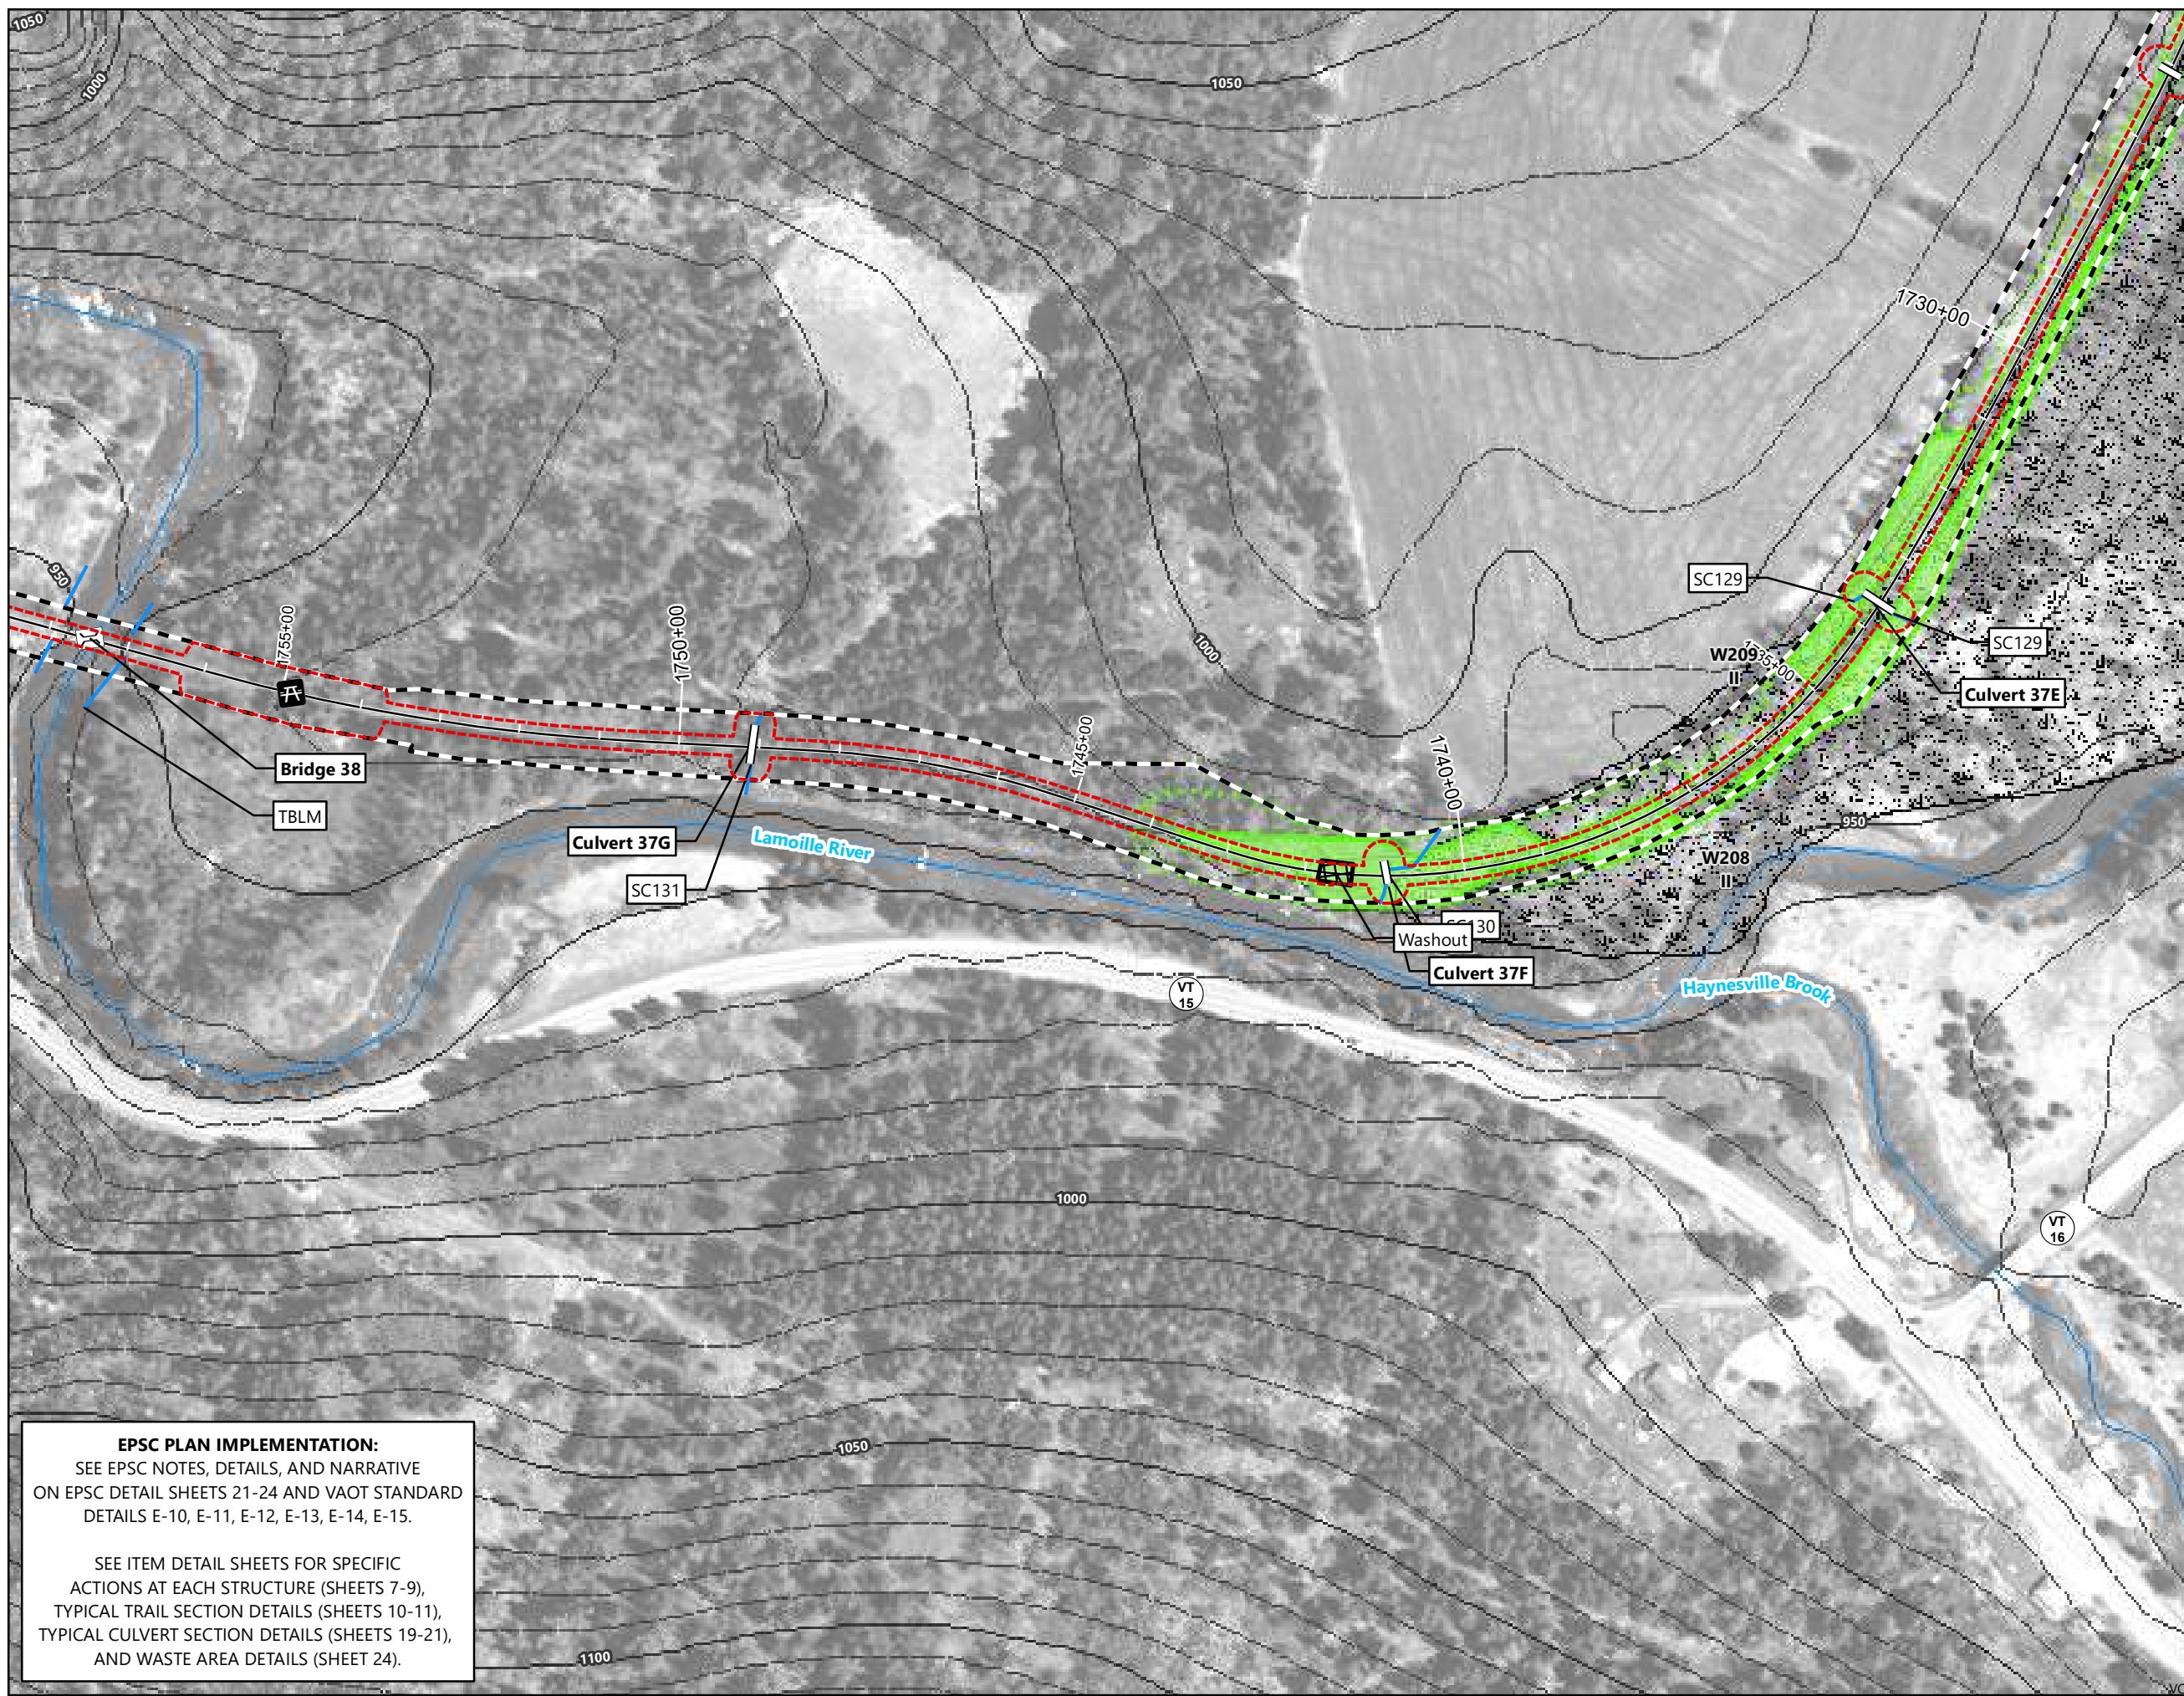 1050
1000
1050
1730+00
SC129
950
1755+00
1750+00
1000
SC129
W209
II
Culvert 37E
1745+00
1740+00
Bridge 38
TBLM
Culvert 37G
Lamoille River
950
W208
II
SC131
Washout
Culvert 37F
Haynesville Brook
VT
15
1000
VT
16
1050
1100
EPSC PLAN IMPLEMENTATION:
SEE EPSC NOTES, DETAILS, AND NARRATIVE
ON EPSC DETAIL SHEETS 21-24 AND VAOT STANDARD
DETAILS E-10, E-11, E-12, E-13, E-14, E-15.
SEE ITEM DETAIL SHEETS FOR SPECIFIC
ACTIONS AT EACH STRUCTURE (SHEETS 7-9),
TYPICAL TRAIL SECTION DETAILS (SHEETS 10-11),
TYPICAL CULVERT SECTION DETAILS (SHEETS 19-21),
AND WASTE AREA DETAILS (SHEET 24).